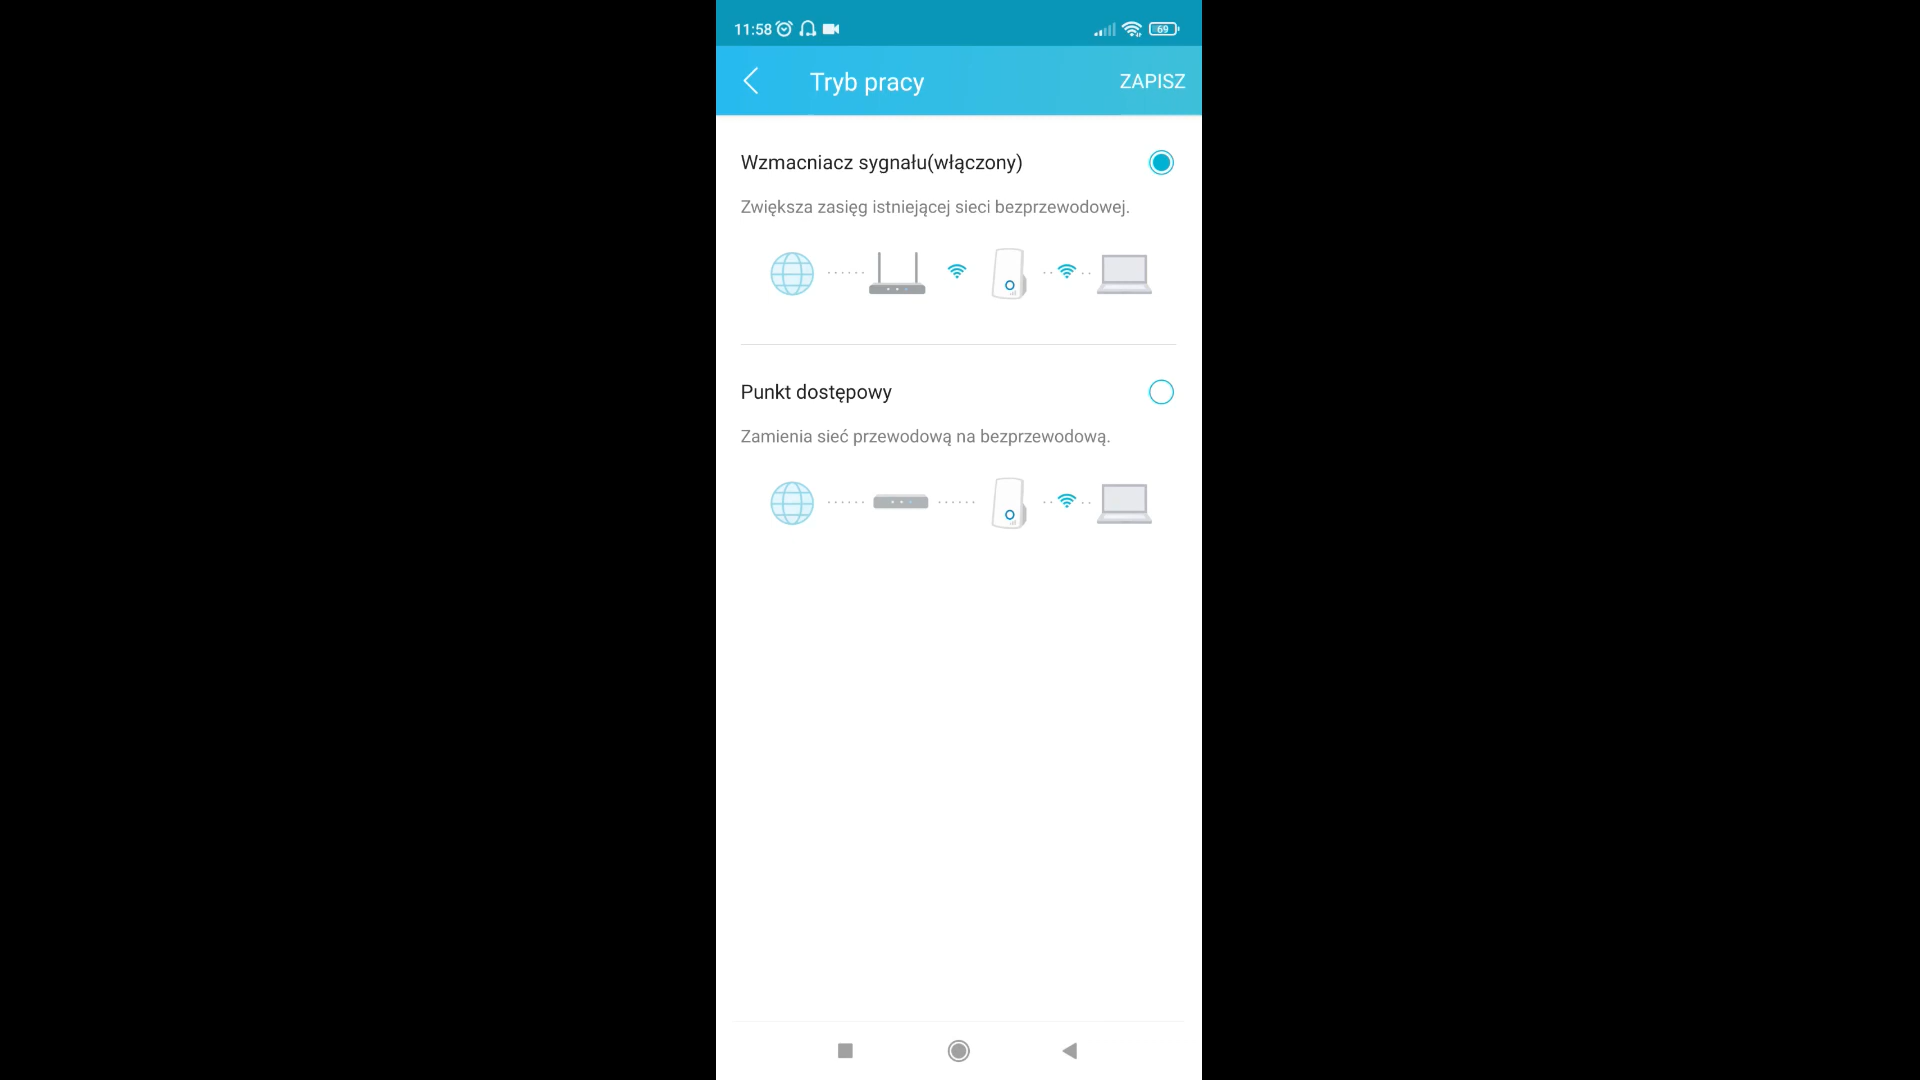 11:58
69
Tryb pracy
ZAPISZ
Wzmacniacz sygnału(włączony)
Zwiększa zasięg istniejącej sieci bezprzewodowej.
Punkt dostępowy
Zamienia sieć przewodową na bezprzewodową.